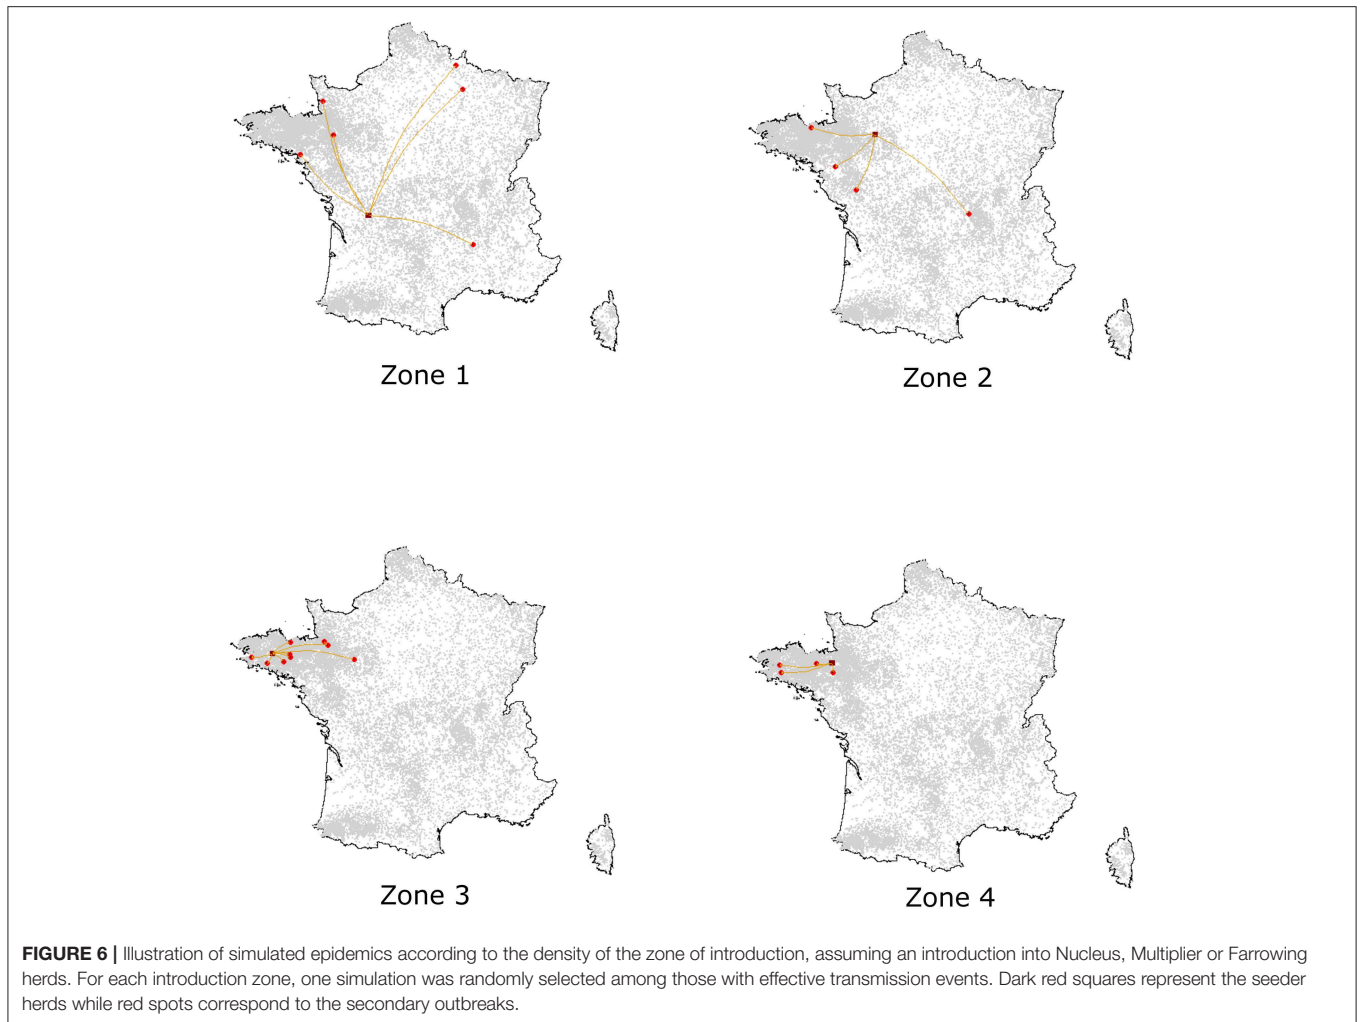 Zone 1
Zone 2
Zone 3
Zone 4
FIGURE 6 | Illustration of simulated epidemics according to the density of the zone of introduction, assuming an introduction into Nucleus, Multiplier or Farrowing
herds. For each introduction zone, one simulation was randomly selected among those with effective transmission events. Dark red squares represent the seeder
herds while red spots correspond to the secondary outbreaks.